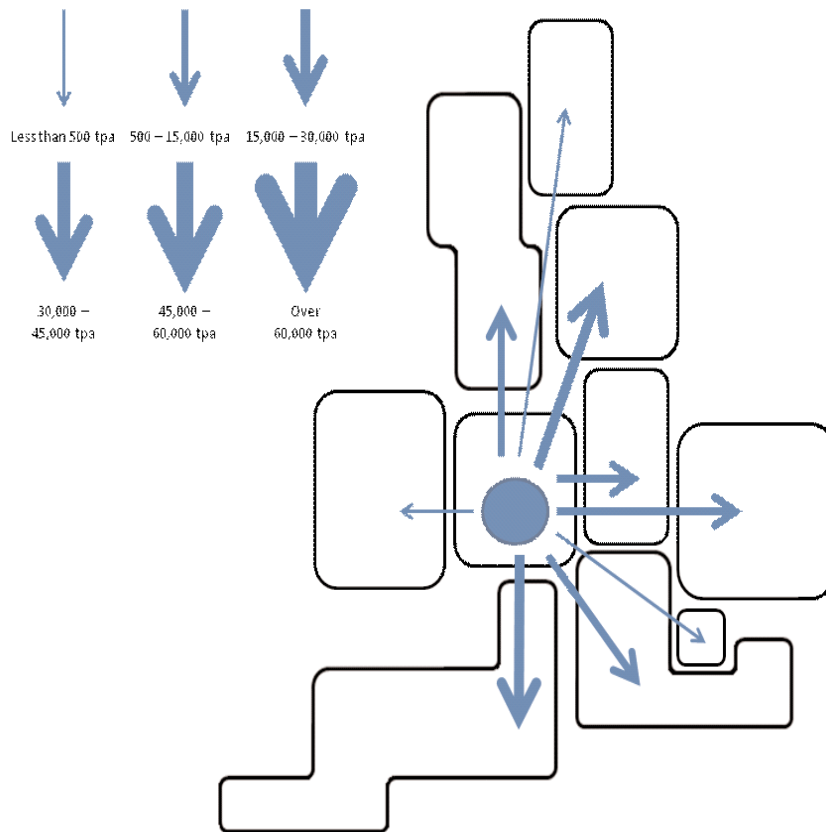 Less than 500 tpa
500 – 15,000 tpa
15,000 – 30,000 tpa
30,000 –
45,000 tpa
45,000 –
60,000 tpa
Over
60,000 tpa